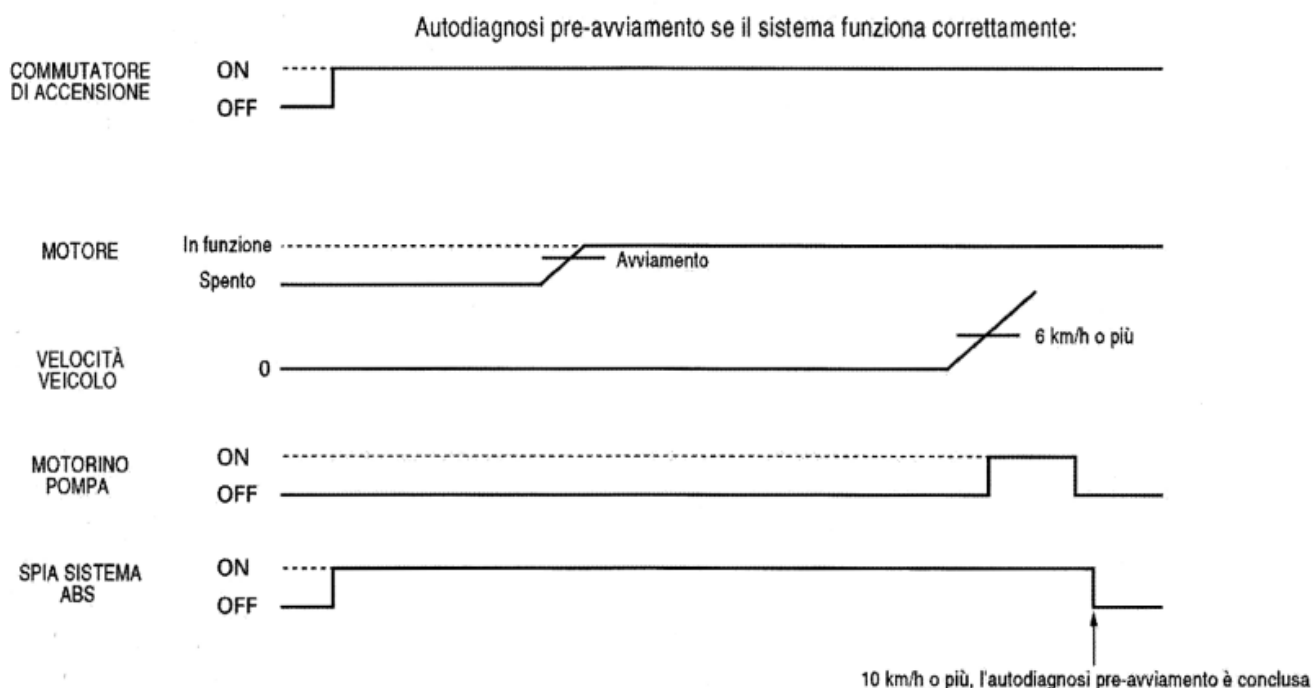 Autodiagnosi pre-avviamento se il sistema funziona correttamente:
COMMUTATORE
DI ACCENSIONE
ON
OFF
MOTORE
In funzione
Spento
Avviamento
VELOCITÀ
VEICOLO
0
6 km/h o più
MOTORINO
POMPA
ON
OFF
SPIA SISTEMA
ABS
ON
OFF
10 km/h o più, l'autodiagnosi pre-avviamento è conclusa